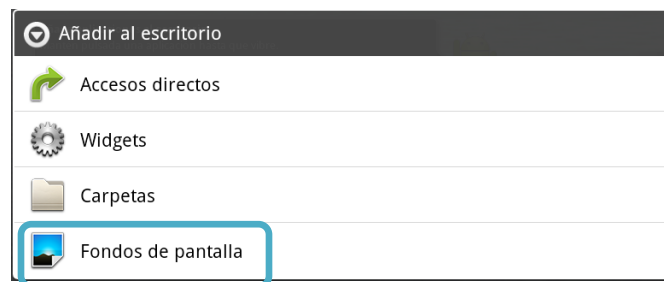 Añadir al escritorio
Accesos directos
Widgets
Carpetas
Fondos de pantalla